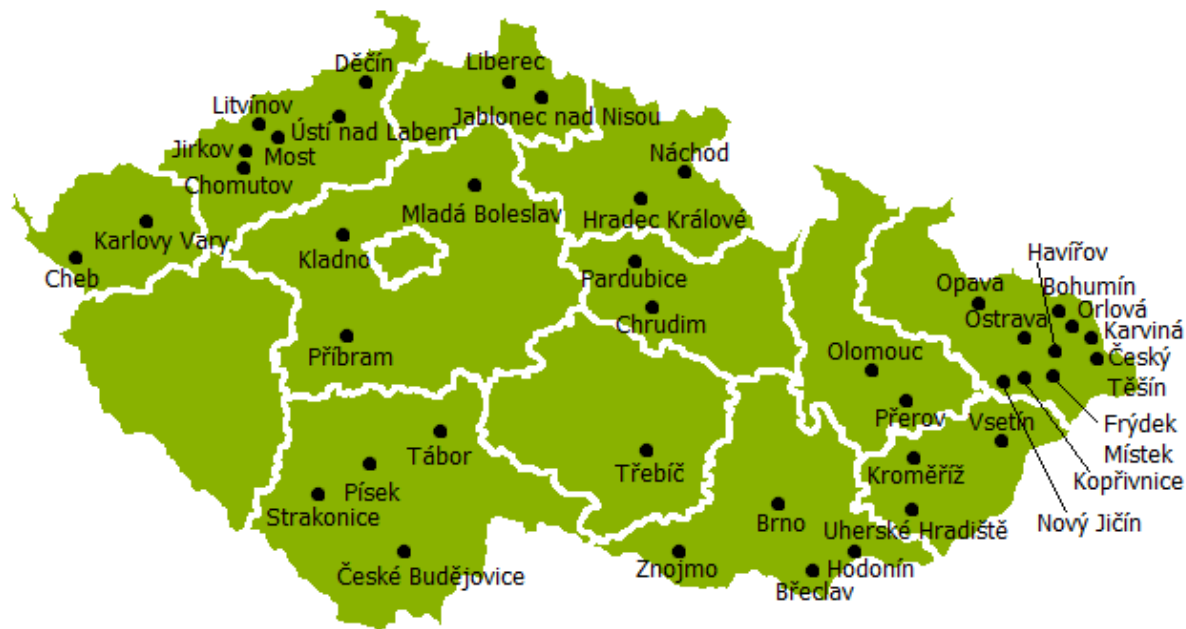 Děčín
Liberec
Litvínov
Ústí nad Labem
Jablonec nad Nisou
Jirkov
Most
Chomutov
Náchod
Mladá Boleslav
Hradec Králové
Karlovy Vary
Kladno
Cheb
Pardubice
Havířov
Opava
Bohumín
Orlová
Ostrava
Karviná
Chrudim
Příbram
Olomouc
Český
Těšín
Přerov
Vsetín
Frýdek
Místek
Tábor
Třebíč
Kroměříž
Kopřivnice
Písek
Strakonice
Brno
Uherské Hradiště
Nový Jičín
České Budějovice
Znojmo
Hodonín
Břeclav